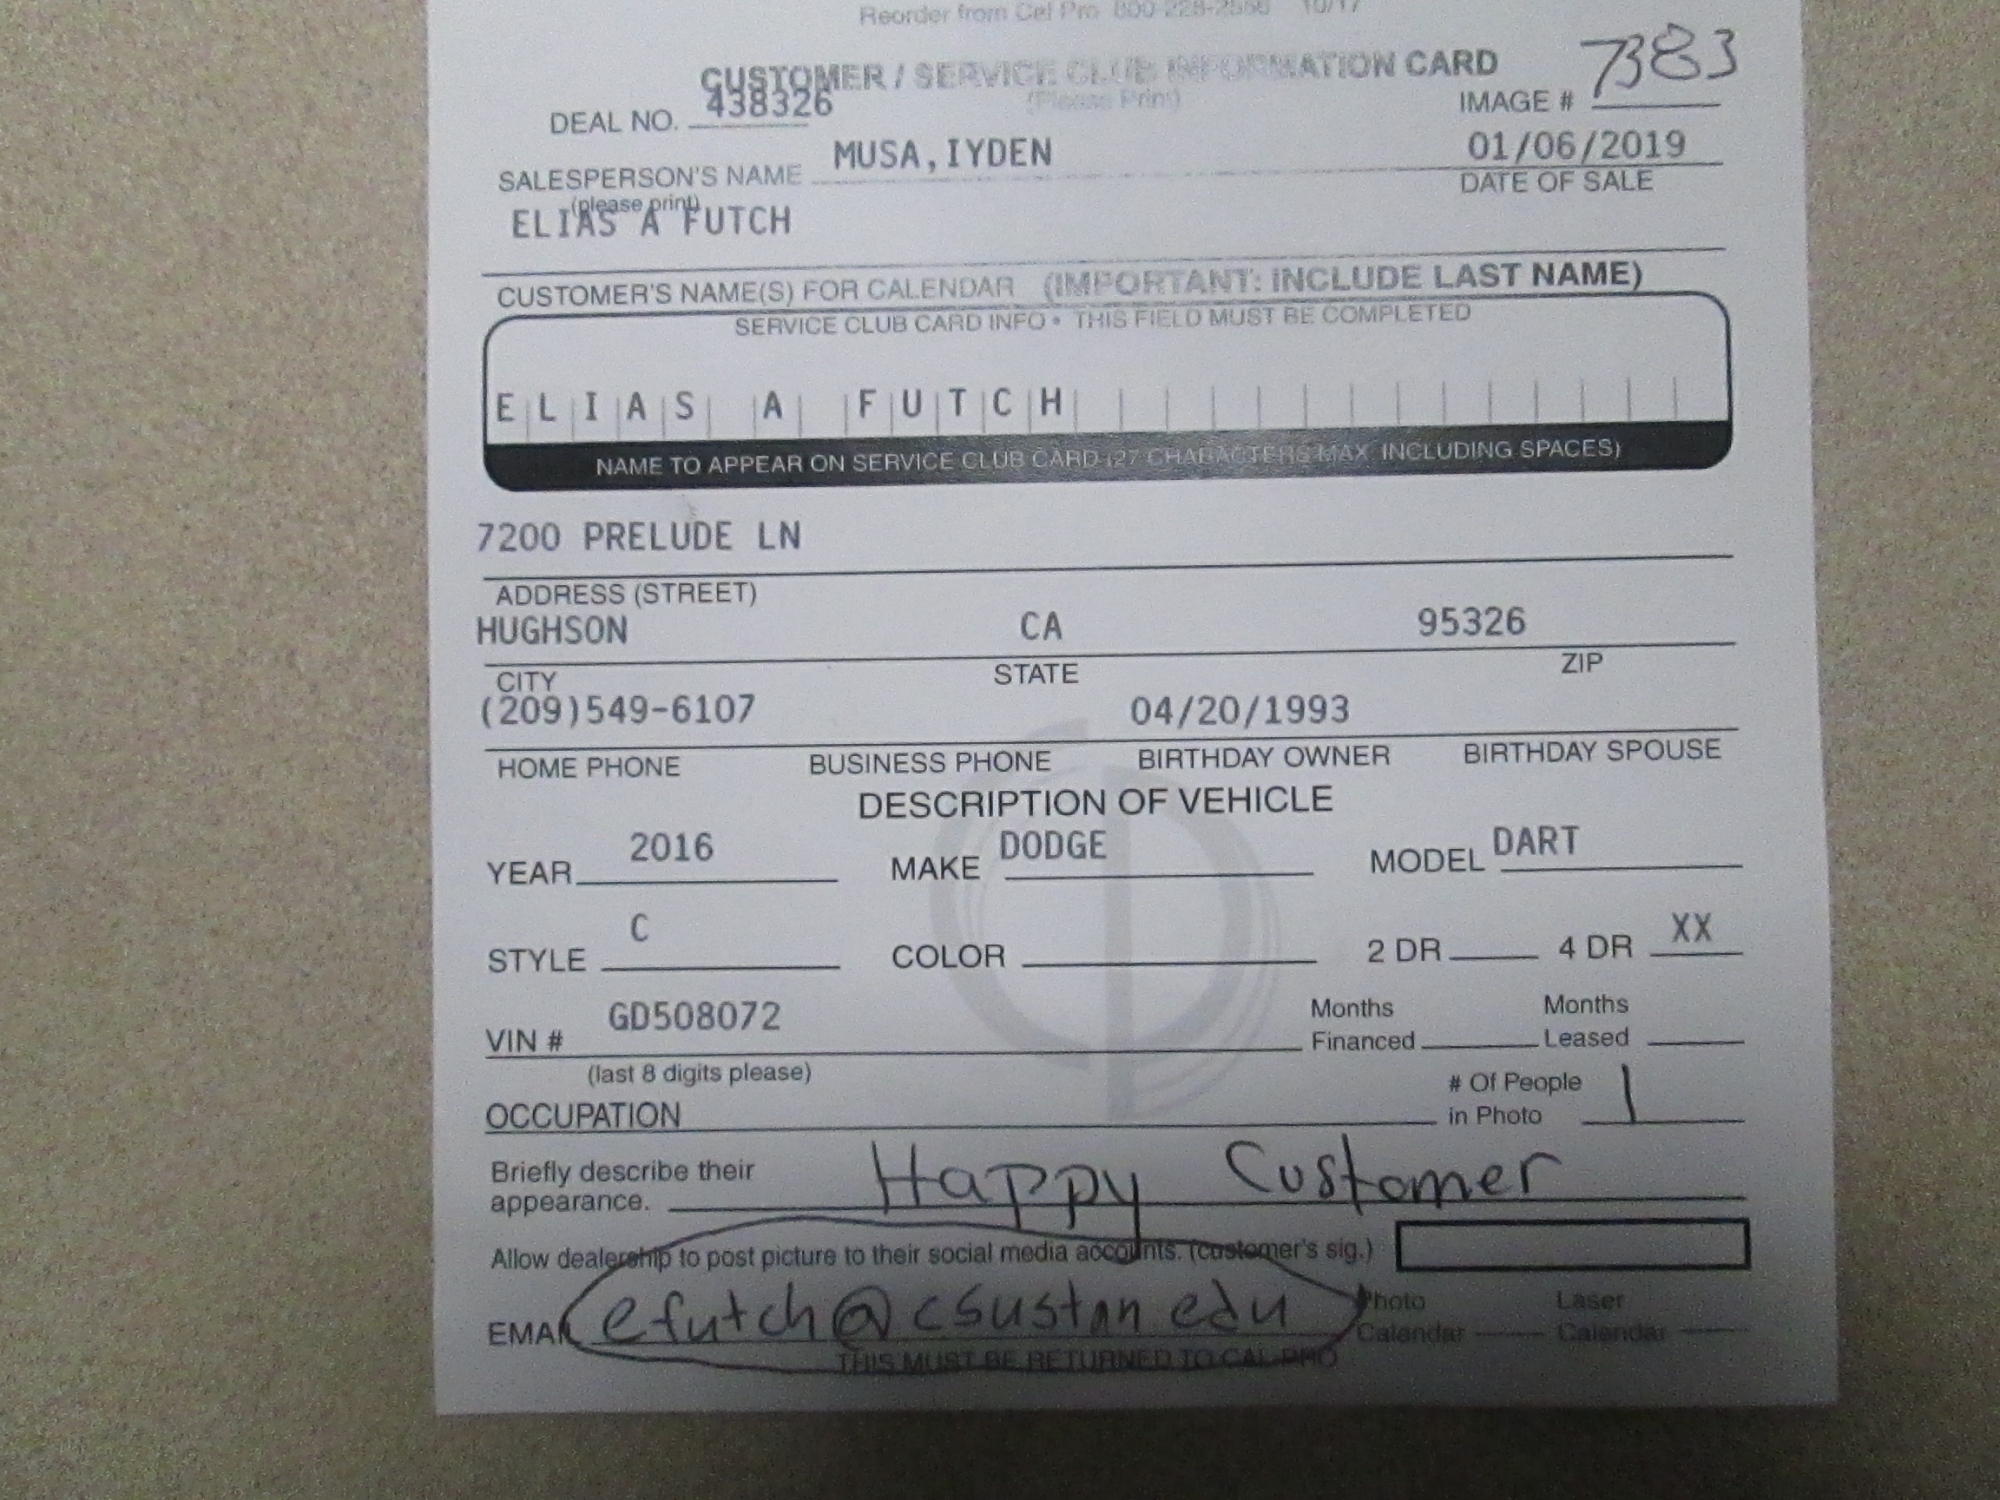 Reorder from Cel Pro 800-228-2556 10/17
CUSTOMER / SERVICE CLUB INFORMATION CARD
(Please Print)
DEAL NO. 438326
IMAGE # 7383
SALESPERSON'S NAME MUSA,IYDEN 01/06/2019
(please print) DATE OF SALE
ELIAS A FUTCH
CUSTOMER'S NAME(S) FOR CALENDAR (IMPORTANT: INCLUDE LAST NAME)
SERVICE CLUB CARD INFO • THIS FIELD MUST BE COMPLETED
ELIAS A FUTCH
NAME TO APPEAR ON SERVICE CLUB CARD (27 CHARACTERS MAX INCLUDING SPACES)
7200 PRELUDE LN
ADDRESS (STREET)
HUGHSON CA 95326
CITY STATE ZIP
(209)549-6107 04/20/1993
HOME PHONE BUSINESS PHONE BIRTHDAY OWNER BIRTHDAY SPOUSE
DESCRIPTION OF VEHICLE
YEAR 2016 MAKE DODGE MODEL DART
STYLE C COLOR 2 DR 4 DR XX
VIN # GD508072 Months Financed Months Leased
(last 8 digits please)
OCCUPATION # Of People in Photo 1
Briefly describe their appearance. Happy Customer
Allow dealership to post picture to their social media accounts. (customer's sig.)
EMAIL efutch@csustan edu Photo Calendar Laser Calendar
THIS MUST BE RETURNED TO CAL-PRO